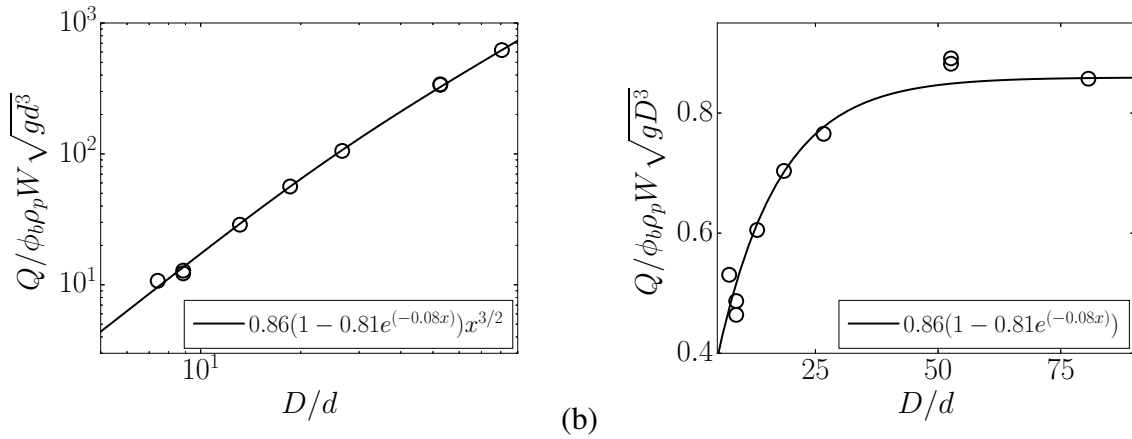 10^3
10^2
10^1
Q/ϕ_bρ_pW√gd^3
0.86(1 − 0.81e^(−0.08x))x^3/2
10^1
D/d
(b)
0.8
0.6
0.4
Q/ϕ_bρ_pW√gD^3
0.86(1 − 0.81e^(−0.08x))
25
50
75
D/d